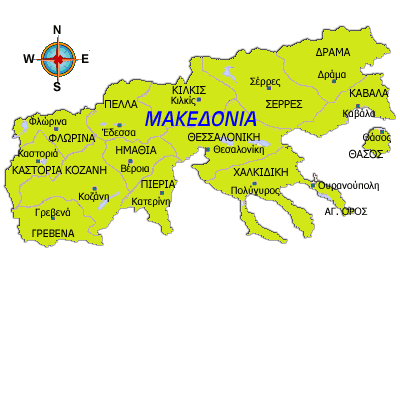 N
W E
S
ΔΡΑΜΑ
Δράμα
ΚΙΛΚΙΣ
Κιλκίς
Σέρρες
ΣΕΡΡΕΣ
ΚΑΒΑΛΑ
Καβάλα
ΠΕΛΛΑ
Έδεσσα
ΜΑΚΕΔΟΝΙΑ
Φλώρινα
ΦΛΩΡΙΝΑ
ΘΕΣΣΑΛΟΝΙΚΗ
Θεσαλονίκη
Θάσος
ΘΑΣΟΣ
Καστοριά
ΚΑΣΤΟΡΙΑ
ΚΟΖΑΝΗ
Κοζάνη
ΗΜΑΘΙΑ
Βέροια
ΠΙΕΡΙΑ
Κατερίνη
ΧΑΛΚΙΔΙΚΗ
Πολύγυρος
Ουρανούπολη
ΑΓ. ΟΡΟΣ
Γρεβενά
ΓΡΕΒΕΝΑ